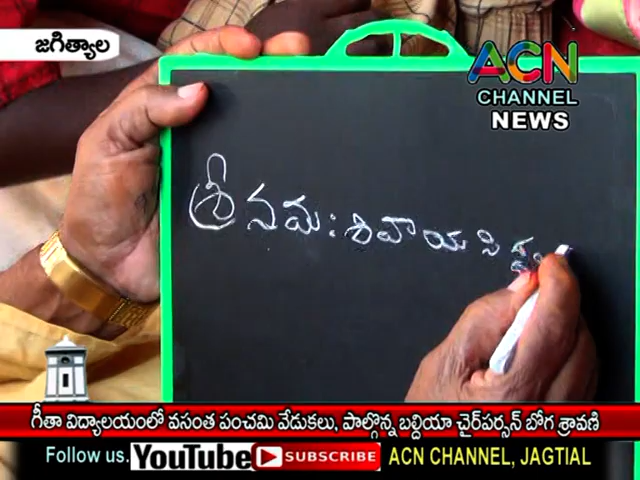 జగిత్యాల
ACN
CHANNEL
NEWS
శ్రీ నమ: శివాయ సి
గీతా విద్యాలయంలో వసంత పంచమి వేడుకలు, పాల్గొన్న బల్దియా చైర్‌పర్సన్ బోగ శ్రావణి
Follow us. YouTube SUBSCRIBE ACN CHANNEL, JAGTIAL